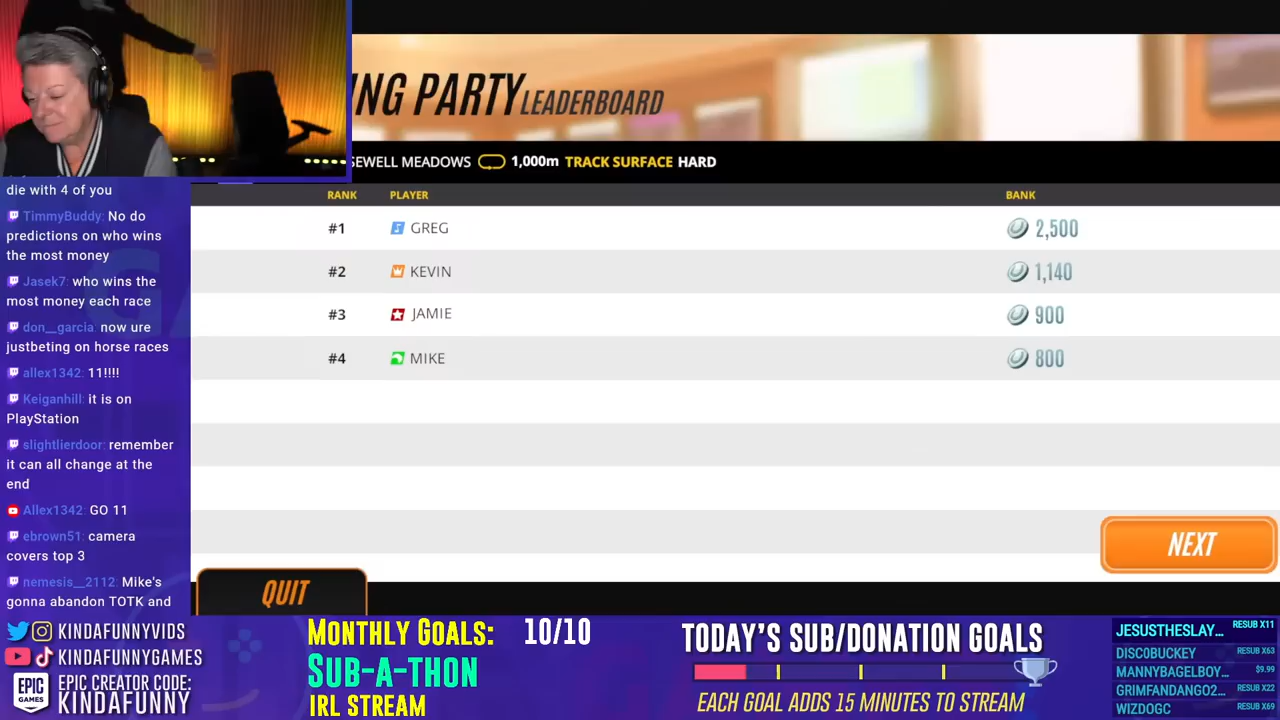 ING PARTY LEADERBOARD
SEWELL MEADOWS 1,000m TRACK SURFACE HARD
RANK PLAYER BANK
#1 GREG 2,500
#2 KEVIN 1,140
#3 JAMIE 900
#4 MIKE 800
NEXT
QUIT
die with 4 of you
TimmyBuddy: No do
predictions on who wins
the most money
Jasek7: who wins the
most money each race
don__garcia: now ure
justbeting on horse races
allex1342: 11!!!!
Keiganhill: it is on
PlayStation
slightlierdoor: remember
it can all change at the
end
Allex1342: GO 11
ebrown51: camera
covers top 3
nemesis__2112: Mike's
gonna abandon TOTK and
KINDAFUNNYVIDS
KINDAFUNNYGAMES
EPIC GAMES
EPIC CREATOR CODE:
KINDAFUNNY
MONTHLY GOALS: 10/10
SUB-A-THON
IRL STREAM
TODAY'S SUB/DONATION GOALS
EACH GOAL ADDS 15 MINUTES TO STREAM
JESUSTHESLAY... RESUB X11
DISCOBUCKEY RESUB X63
MANNYBAGELBOY... $9.99
GRIMFANDANGO2... RESUB X22
WIZDOGC RESUB X69